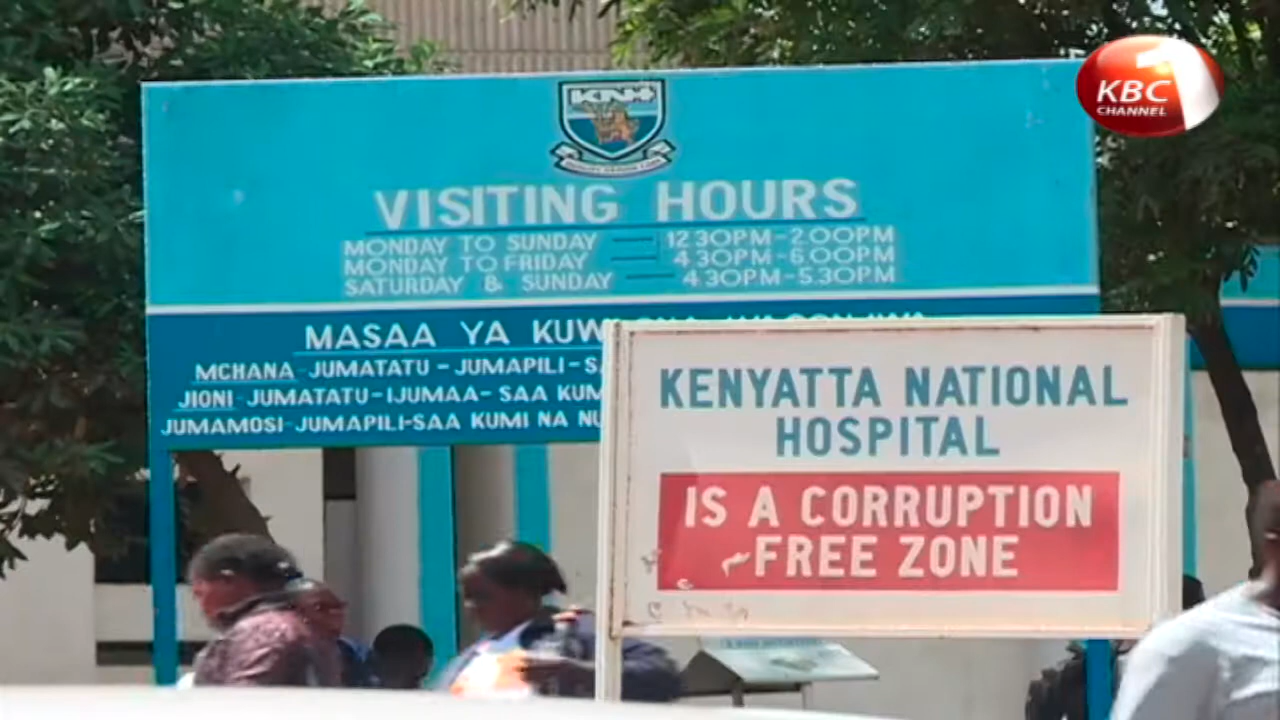 KBC
CHANNEL 1
KNH
VISITING HOURS
MONDAY TO SUNDAY — 12 30PM-2.00PM
MONDAY TO FRIDAY — 4.30PM-6.00PM
SATURDAY & SUNDAY — 4.30PM-5.30PM
MASAA YA
MCHANA JUMATATU - JUMAPILI-
JIONI JUMATATU-IJUMAA- SAA
JUMAMOSI-JUMAPILI-SAA KUMI NA
KENYATTA NATIONAL
HOSPITAL
IS A CORRUPTION
FREE ZONE